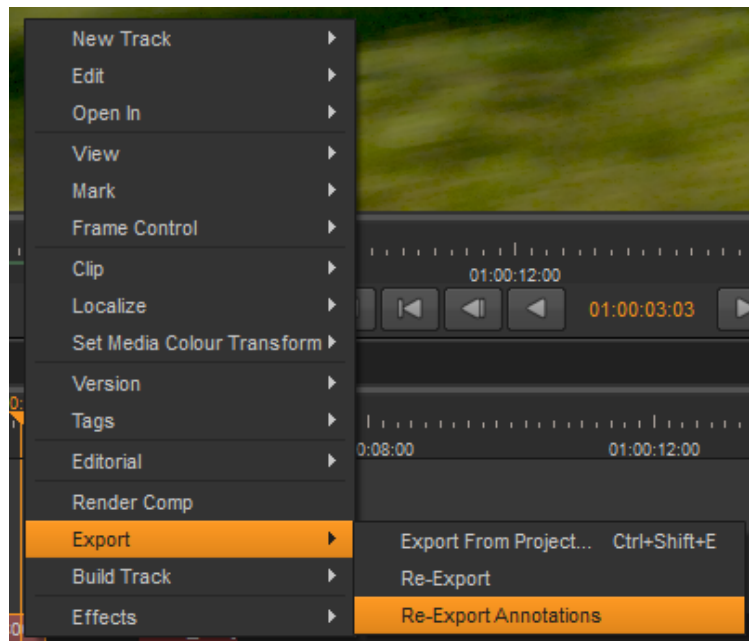 New Track
Edit
Open In
View
Mark
Frame Control
Clip
01:00:12:00
Localize
01:00:03:03
Set Media Colour Transform
Version
Tags
0:08:00 01:00:12:00
Editorial
Render Comp
Export
Export From Project... Ctrl+Shift+E
Build Track
Re-Export
Effects
Re-Export Annotations